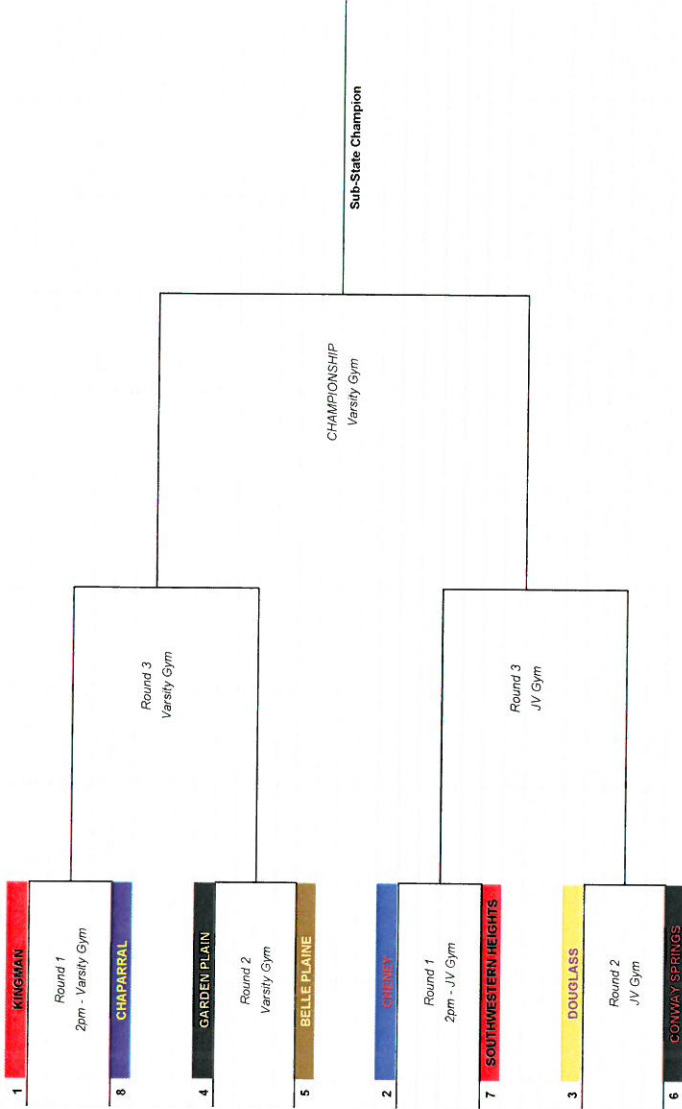 1 KINGMAN
Round 1
2pm - Varsity Gym
8 CHAPARRAL
4 GARDEN PLAIN
Round 2
Varsity Gym
5 BELLE PLAINE
2 CHENEY
Round 1
2pm - JV Gym
7 SOUTHWESTERN HEIGHTS
3 DOUGLASS
Round 2
JV Gym
6 CONWAY SPRINGS
Round 3
Varsity Gym
Round 3
JV Gym
CHAMPIONSHIP
Varsity Gym
Sub-State Champion